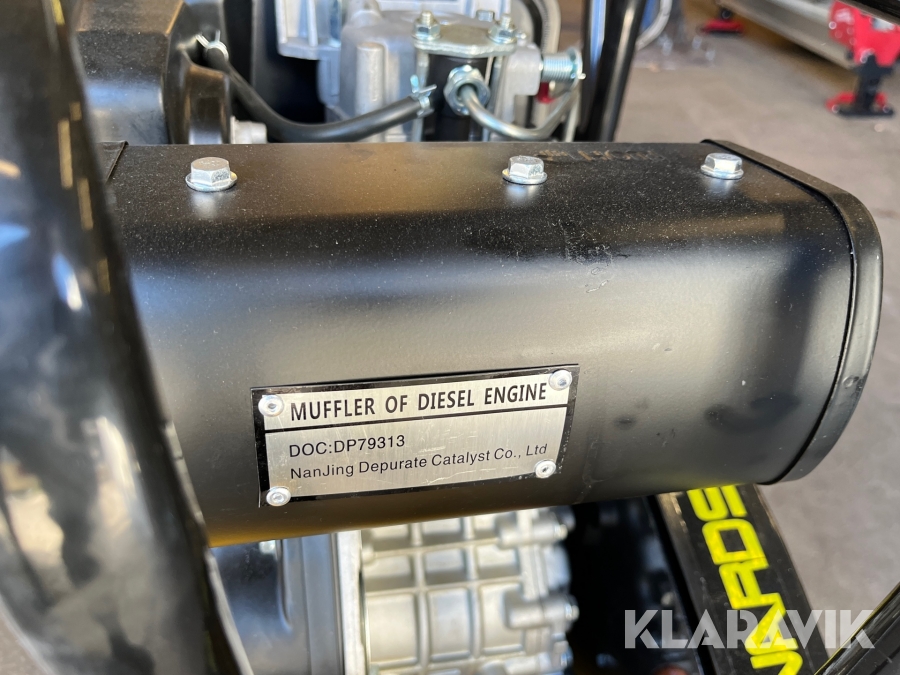 MUFFLER OF DIESEL ENGINE
DOC:DP79313
NanJing Depurate Catalyst Co., Ltd
KLARAVIK